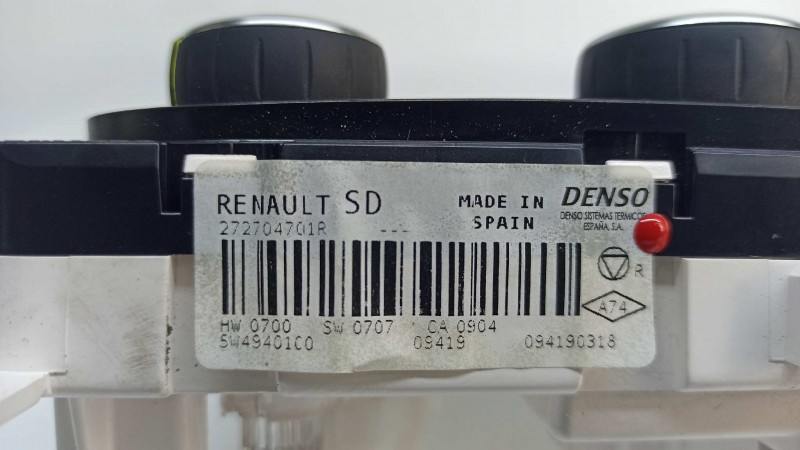 RENAULT SD
MADE IN
SPAIN
DENSO
DENSO SISTEMAS TERMICOS
ESPAÑA, S.A.
272704701R ---
R
A74
HW 0700 SW 0707 CA 0904
5W49401C0 09419 094190318